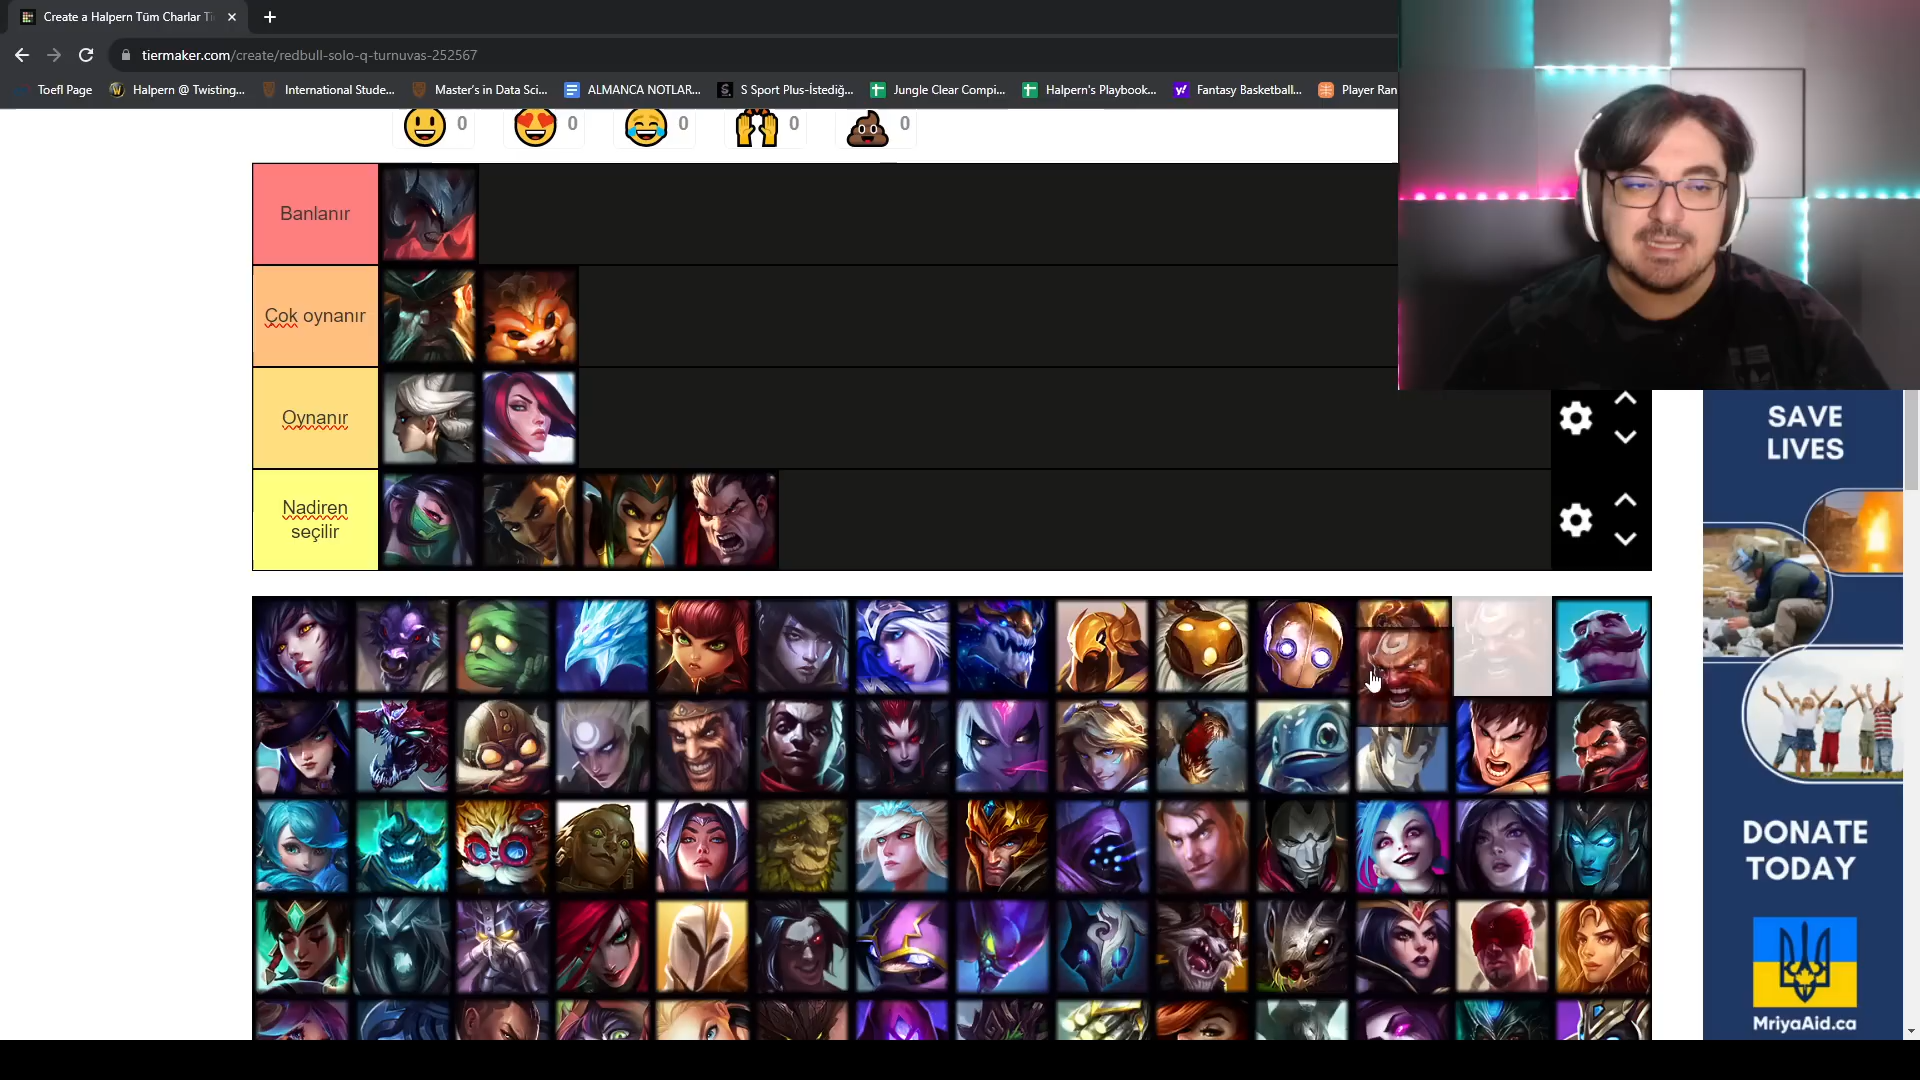 Create a Halpern Tüm Charlar Ti
tiermaker.com/create/redbull-solo-q-turnuvas-252567
Toefl Page
Halpern @ Twisting...
International Stude...
Master's in Data Sci...
ALMANCA NOTLAR...
S Sport Plus-İstediğ...
Jungle Clear Compi...
Halpern's Playbook...
Fantasy Basketball...
Player Ran
0
0
0
0
0
Banlanır
Çok oynanır
Oynanır
Nadiren
seçilir
SAVE
LIVES
DONATE
TODAY
MriyaAid.ca